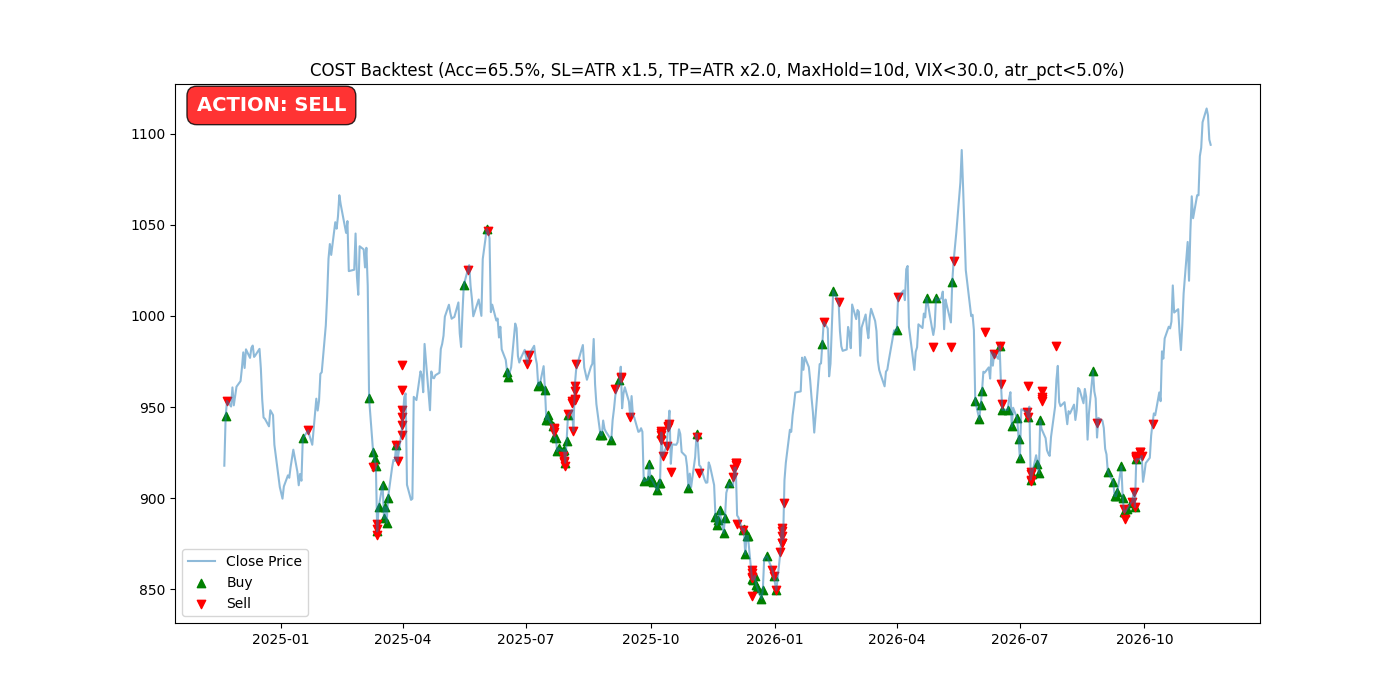 COST Backtest (Acc=65.5%, SL=ATR x1.5, TP=ATR x2.0, MaxHold=10d, VIX<30.0, atr_pct<5.0%)
ACTION: SELL
1100
1050
1000
950
900
850
Close Price
Buy
Sell
2025-01 2025-04 2025-07 2025-10 2026-01 2026-04 2026-07 2026-10